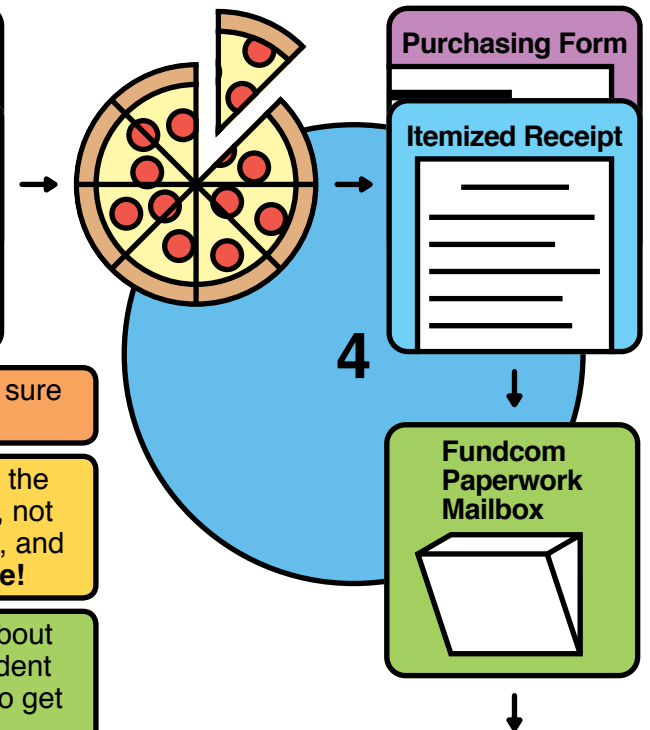 Purchasing Form
Itemized Receipt
4
sure
the
, not
, and
e!
bout
dent
o get
Fundcom
Paperwork
Mailbox